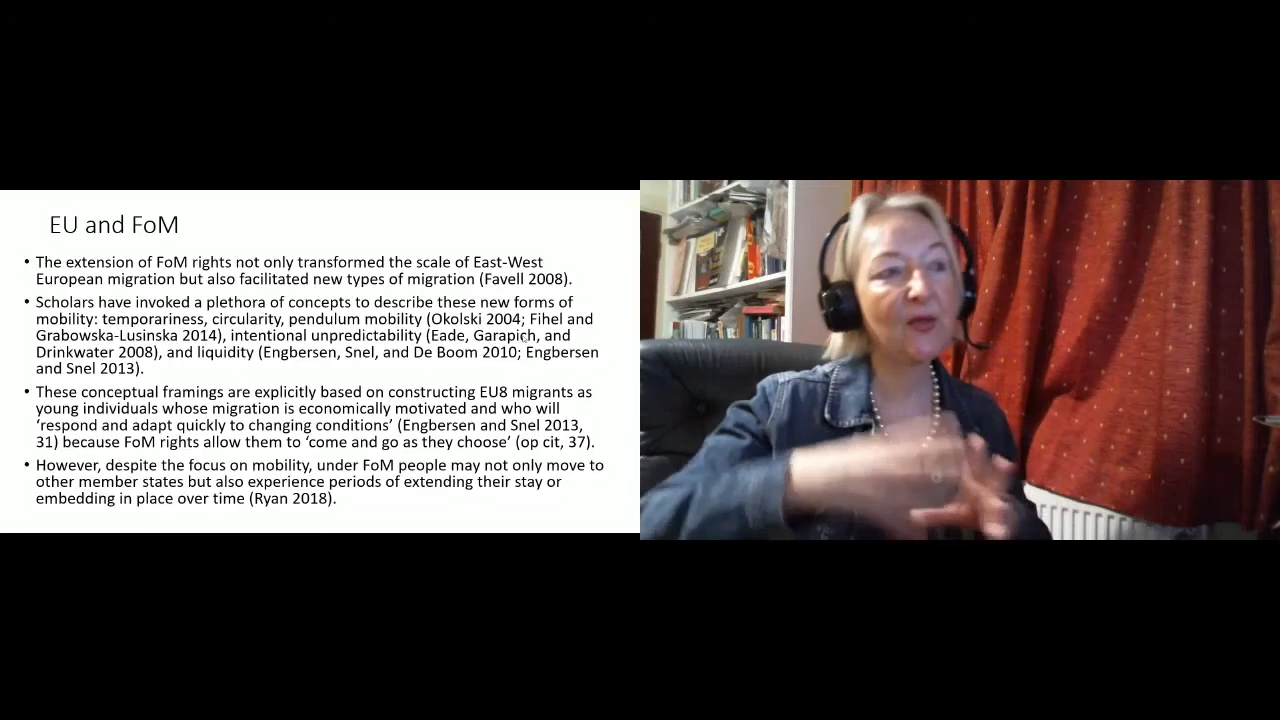 EU and FoM
• The extension of FoM rights not only transformed the scale of East-West
European migration but also facilitated new types of migration (Favell 2008).
• Scholars have invoked a plethora of concepts to describe these new forms of
mobility: temporariness, circularity, pendulum mobility (Okolski 2004; Fihel and
Grabowska-Lusinska 2014), intentional unpredictability (Eade, Garapich, and
Drinkwater 2008), and liquidity (Engbersen, Snel, and De Boom 2010; Engbersen
and Snel 2013).
• These conceptual framings are explicitly based on constructing EU8 migrants as
young individuals whose migration is economically motivated and who will
‘respond and adapt quickly to changing conditions’ (Engbersen and Snel 2013,
31) because FoM rights allow them to ‘come and go as they choose’ (op cit, 37).
• However, despite the focus on mobility, under FoM people may not only move to
other member states but also experience periods of extending their stay or
embedding in place over time (Ryan 2018).